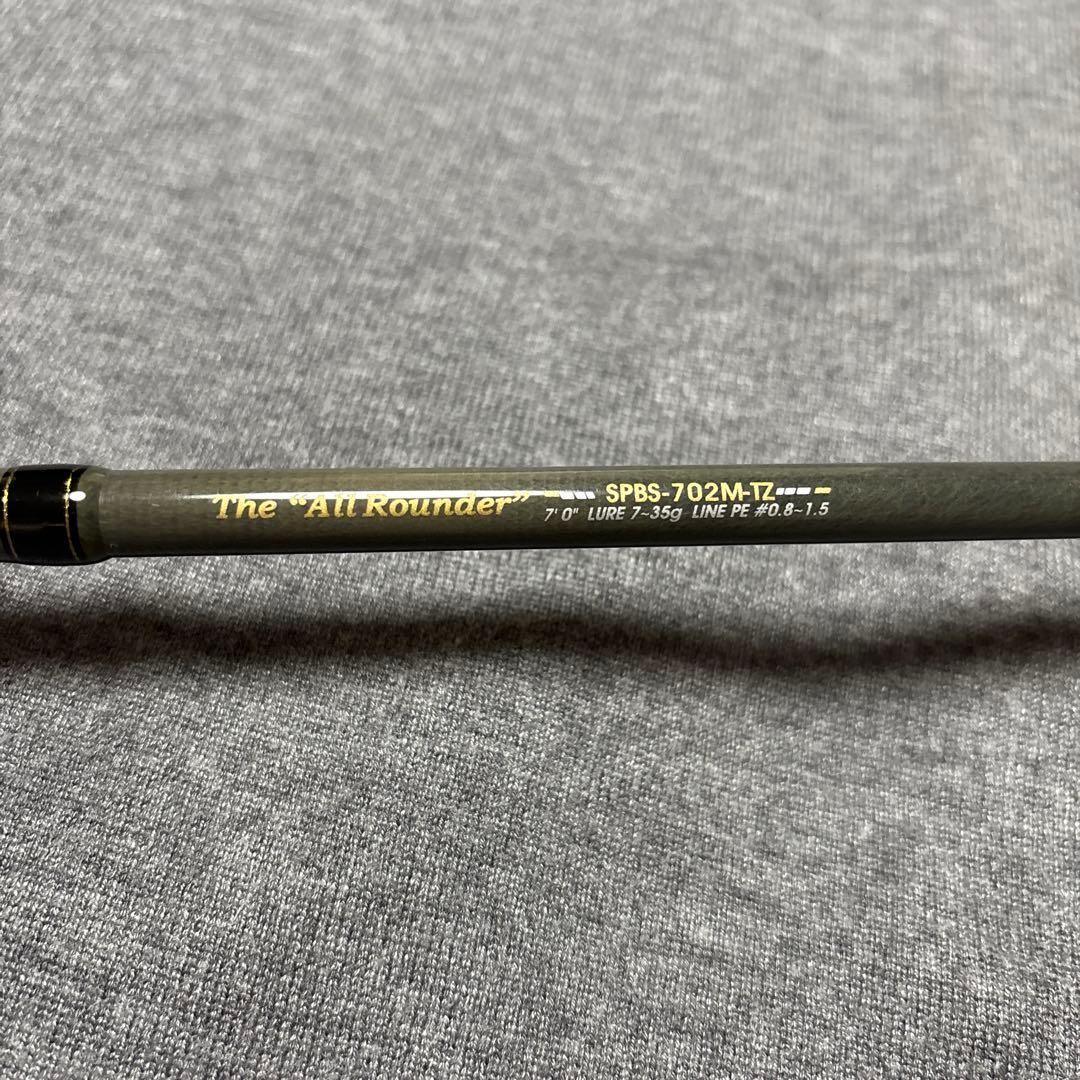 The "All Rounder" SPBS-702M-TZ
7'0" LURE 7~35g LINE PE #0.8~1.5